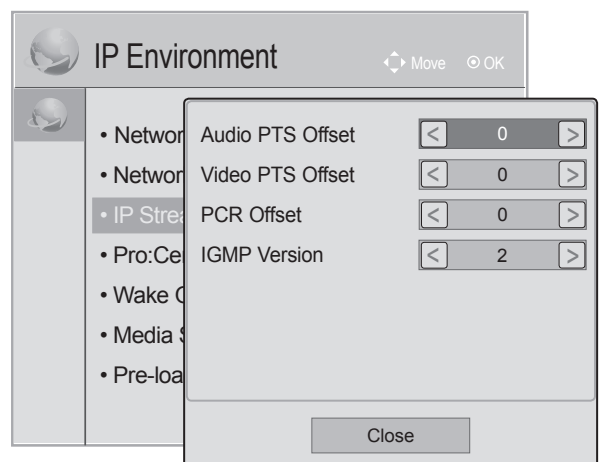 IP Environment
Move OK
• Networ
• Networ
• IP Strea
• Pro:Ce
• Wake
• Media
• Pre-loa
Audio PTS Offset < 0 >
Video PTS Offset < 0 >
PCR Offset < 0 >
IGMP Version < 2 >
Close